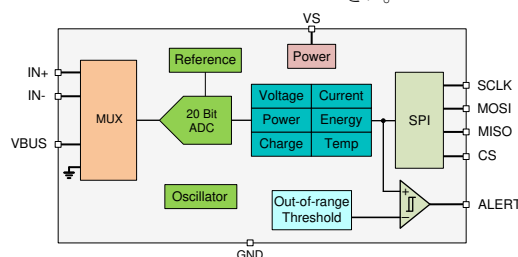 VS
Reference
Power
IN+
IN-
VBUS
MUX
20 Bit
ADC
Voltage Current
Power Energy
Charge Temp
SPI
SCLK
MOSI
MISO
CS
Oscillator
Out-of-range
Threshold
+
−
ALERT
GND